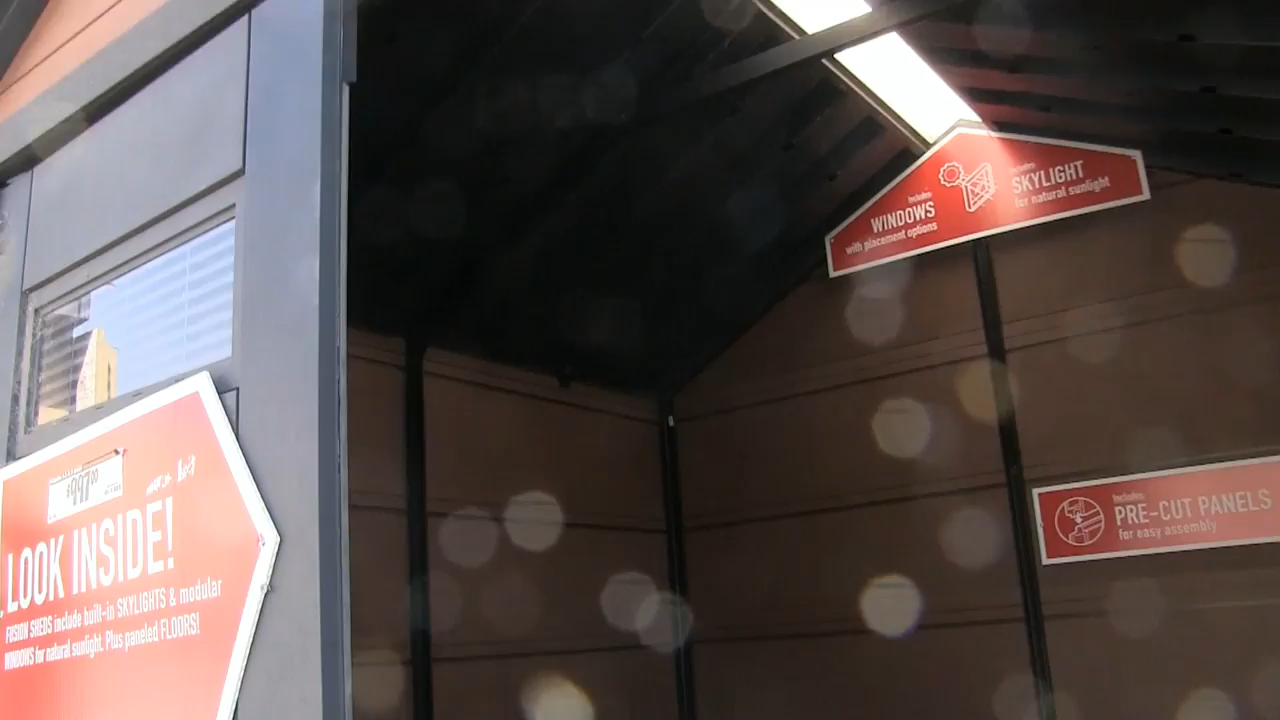 $997.00
LOOK INSIDE!
FUSION SHEDS include built-in SKYLIGHTS & modular
WINDOWS for natural sunlight. Plus paneled FLOORS!
Includes
WINDOWS
with placement options
Includes
SKYLIGHT
for natural sunlight
Includes
PRE-CUT PANELS
for easy assembly